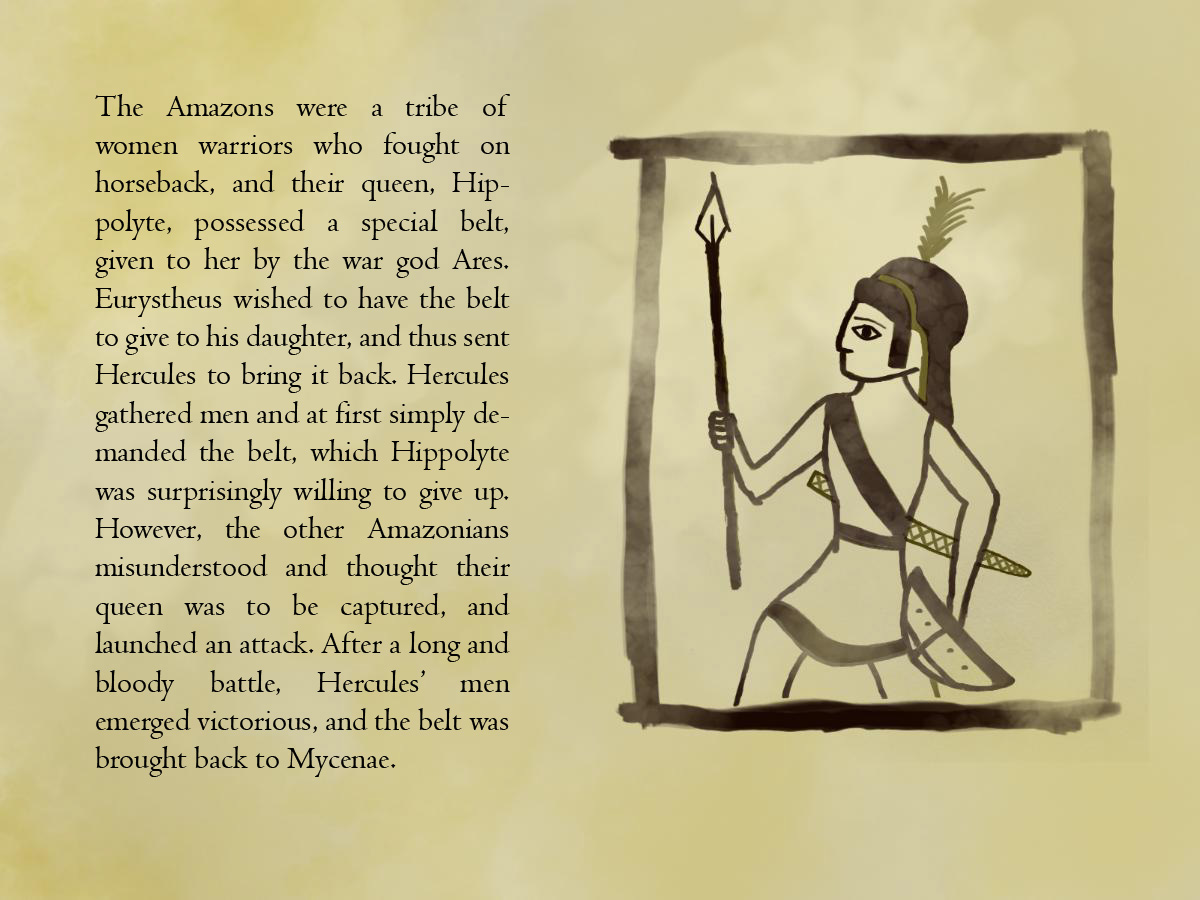 The Amazons were a tribe of
women warriors who fought on
horseback, and their queen, Hip-
polyte, possessed a special belt,
given to her by the war god Ares.
Eurystheus wished to have the belt
to give to his daughter, and thus sent
Hercules to bring it back. Hercules
gathered men and at first simply de-
manded the belt, which Hippolyte
was surprisingly willing to give up.
However, the other Amazonians
misunderstood and thought their
queen was to be captured, and
launched an attack. After a long and
bloody battle, Hercules’ men
emerged victorious, and the belt was
brought back to Mycenae.